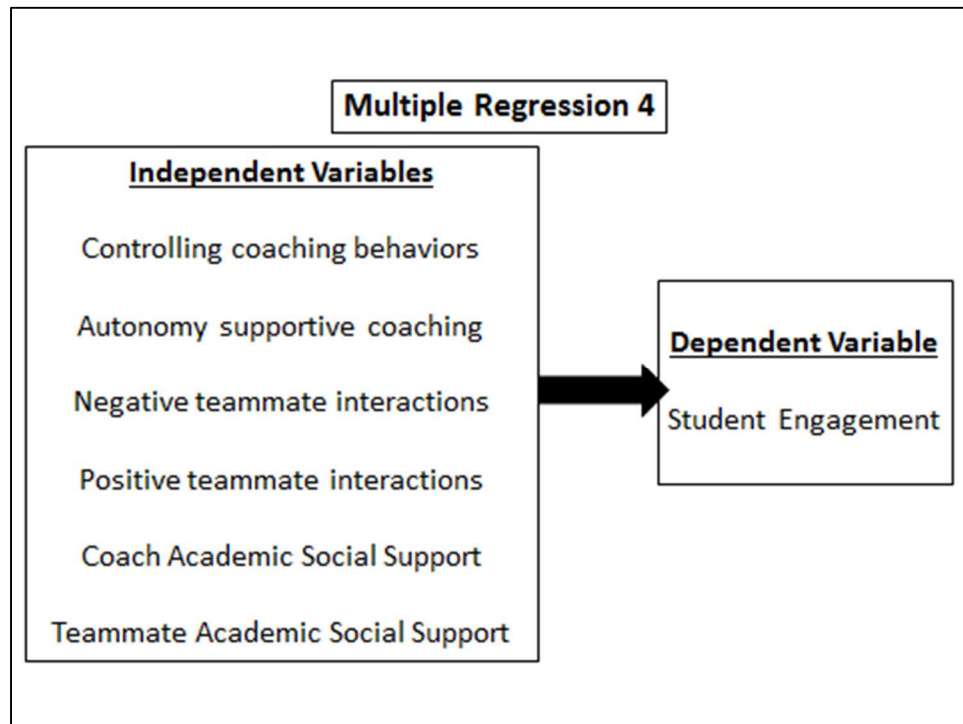 Multiple Regression 4
Independent Variables
Controlling coaching behaviors
Autonomy supportive coaching
Negative teammate interactions
Positive teammate interactions
Coach Academic Social Support
Teammate Academic Social Support
Dependent Variable
Student Engagement